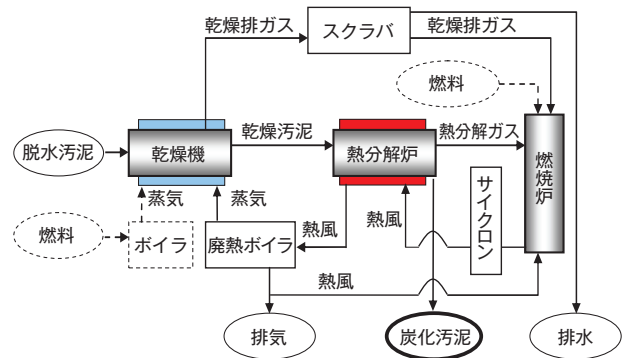 乾燥排ガス
スクラバ
乾燥排ガス
燃料
脱水汚泥
乾燥機
乾燥汚泥
熱分解炉
熱分解ガス
燃焼炉
蒸気
蒸気
熱風
熱風
サイクロン
燃料
ボイラ
廃熱ボイラ
熱風
排気
炭化汚泥
排水